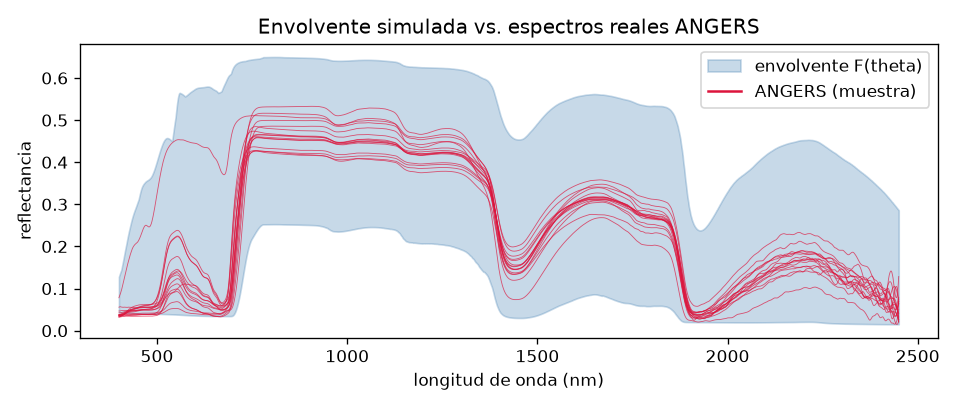 Envolvente simulada vs. espectros reales ANGERS
envolvente F(theta)
ANGERS (muestra)
reflectancia
0.6
0.5
0.4
0.3
0.2
0.1
0.0
500 1000 1500 2000 2500
longitud de onda (nm)